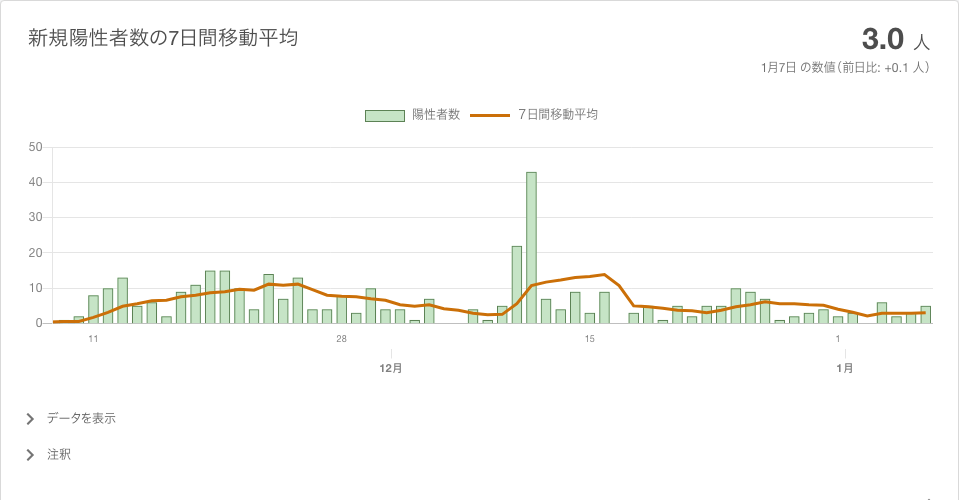 新規陽性者数の7日間移動平均
3.0 人
1月7日 の数値（前日比: +0.1 人）
陽性者数 7日間移動平均
50
40
30
20
10
0
11 28 15 1
12月 1月
データを表示
注釈